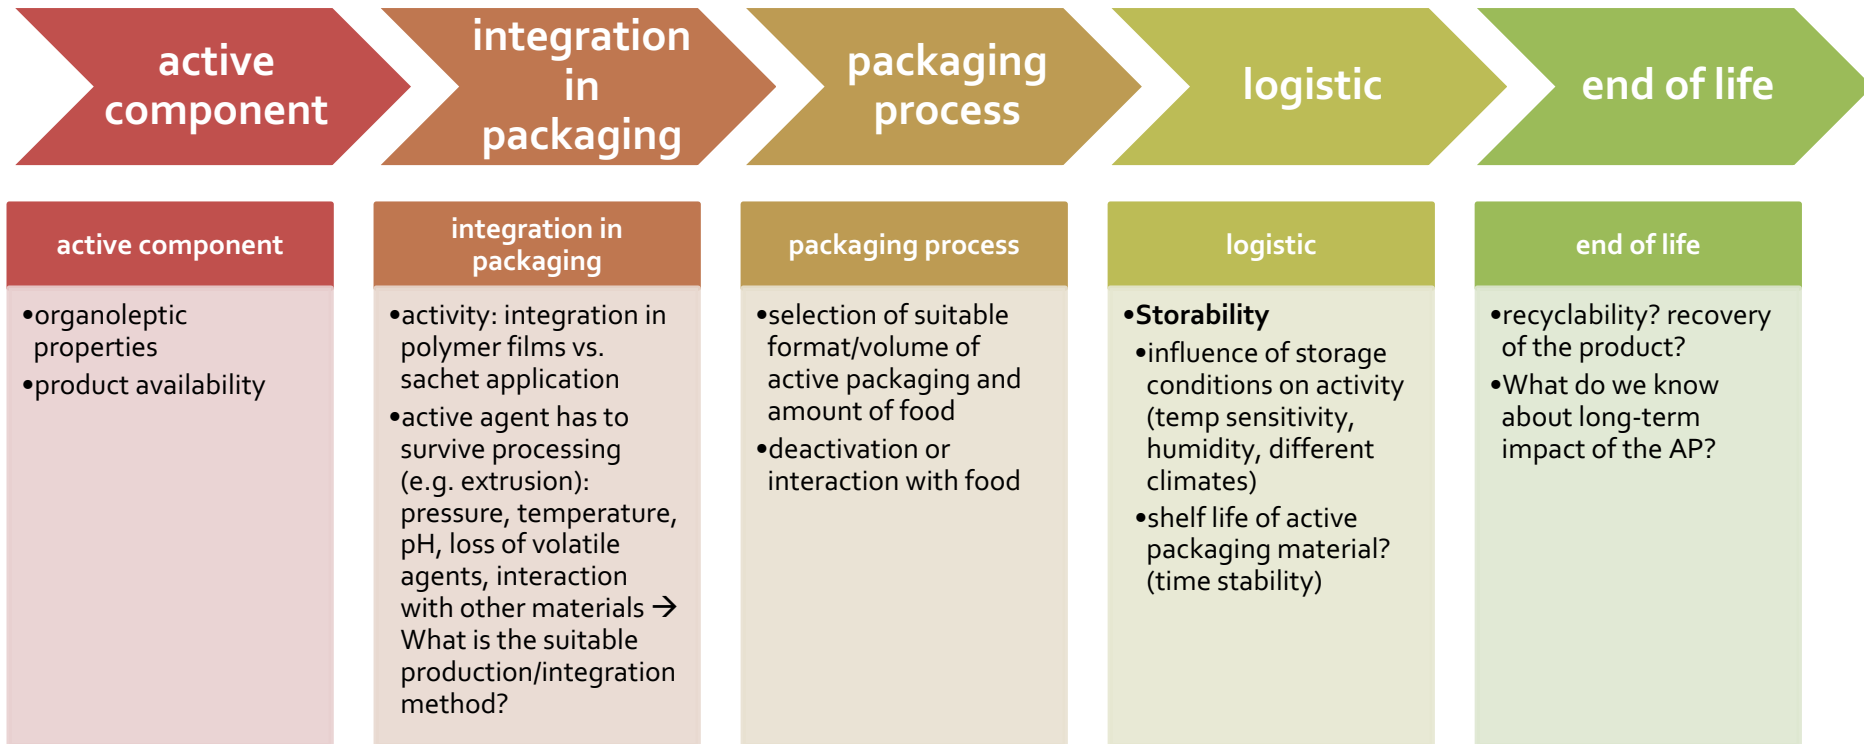 active
component
integration
in
packaging
packaging
process
logistic
end of life
active component
•organoleptic
properties
•product availability
integration in
packaging
•activity: integration in
polymer films vs.
sachet application
•active agent has to
survive processing
(e.g. extrusion):
pressure, temperature,
pH, loss of volatile
agents, interaction
with other materials →
What is the suitable
production/integration
method?
packaging process
•selection of suitable
format/volume of
active packaging and
amount of food
•deactivation or
interaction with food
logistic
•Storability
•influence of storage
conditions on activity
(temp sensitivity,
humidity, different
climates)
•shelf life of active
packaging material?
(time stability)
end of life
•recyclability? recovery
of the product?
•What do we know
about long-term
impact of the AP?